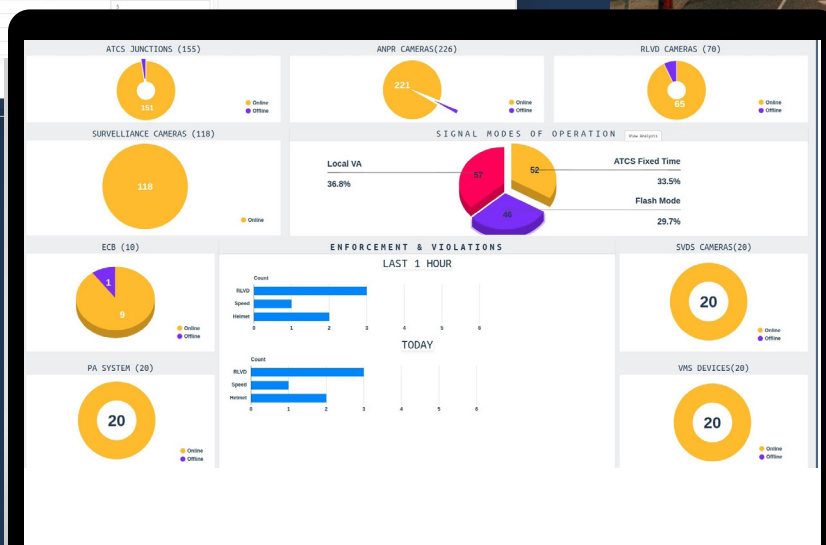 5
ATCS JUNCTIONS (155)
151
Online
Offline
ANPR CAMERAS(226)
221
Online
Offline
RLVD CAMERAS (70)
65
Online
Offline
SURVELLIANCE CAMERAS (118)
118
Online
SIGNAL MODES OF OPERATION
View Analysis
Local VA
36.8%
57
52
46
ATCS Fixed Time
33.5%
Flash Mode
29.7%
ECB (10)
1
9
Online
Offline
ENFORCEMENT & VIOLATIONS
LAST 1 HOUR
Count
RLVD
Speed
Helmet
0 1 2 3 4 5 6
TODAY
Count
RLVD
Speed
Helmet
0 1 2 3 4 5 6
SVDS CAMERAS(20)
20
Online
Offline
PA SYSTEM (20)
20
Online
Offline
VMS DEVICES(20)
20
Online
Offline